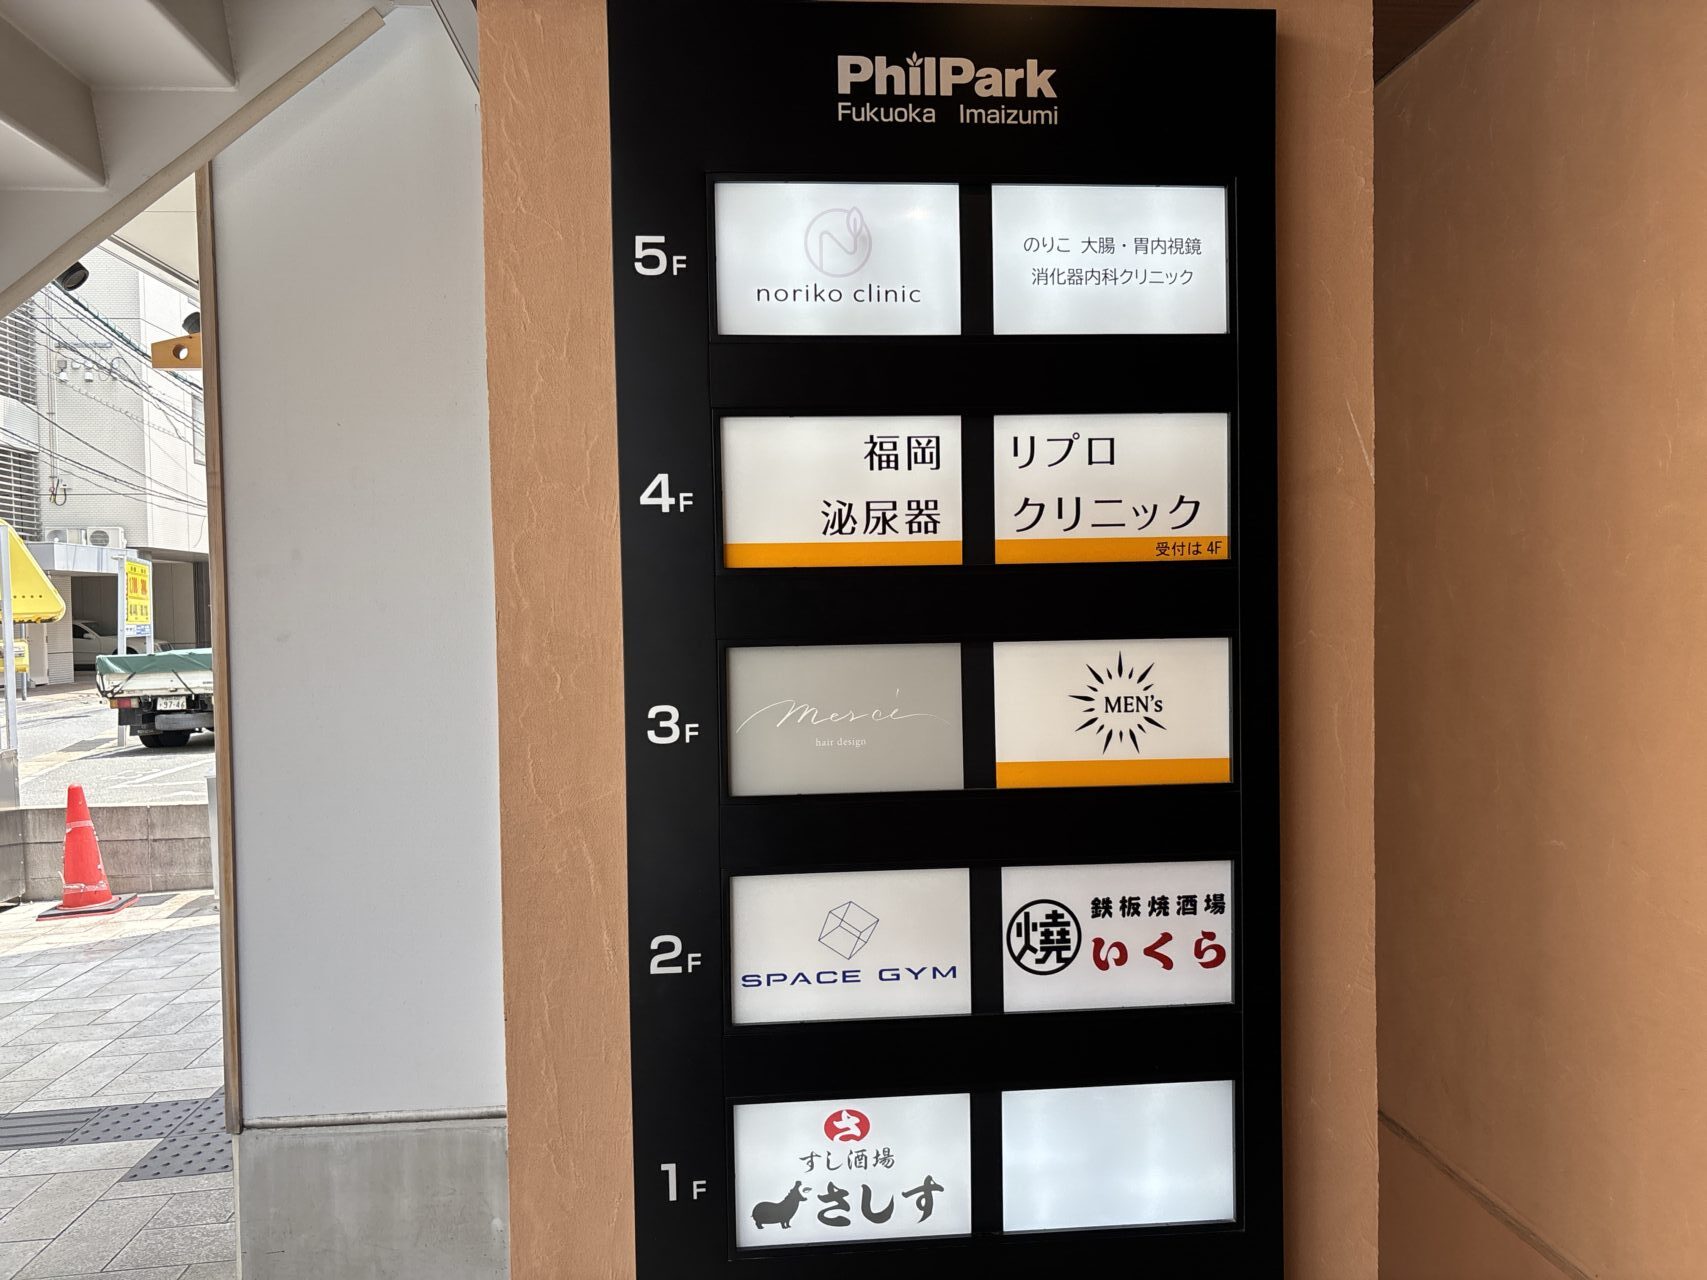 PhilPark
Fukuoka Imaizumi
5F
noriko clinic
のりこ 大腸・胃内視鏡
消化器内科クリニック
4F
福岡
泌尿器
リプロ
クリニック
受付は4F
3F
merci
hair design
MEN's
2F
SPACE GYM
燒
鉄板焼酒場
いくら
1F
さ
すし酒場
さしす
97-46